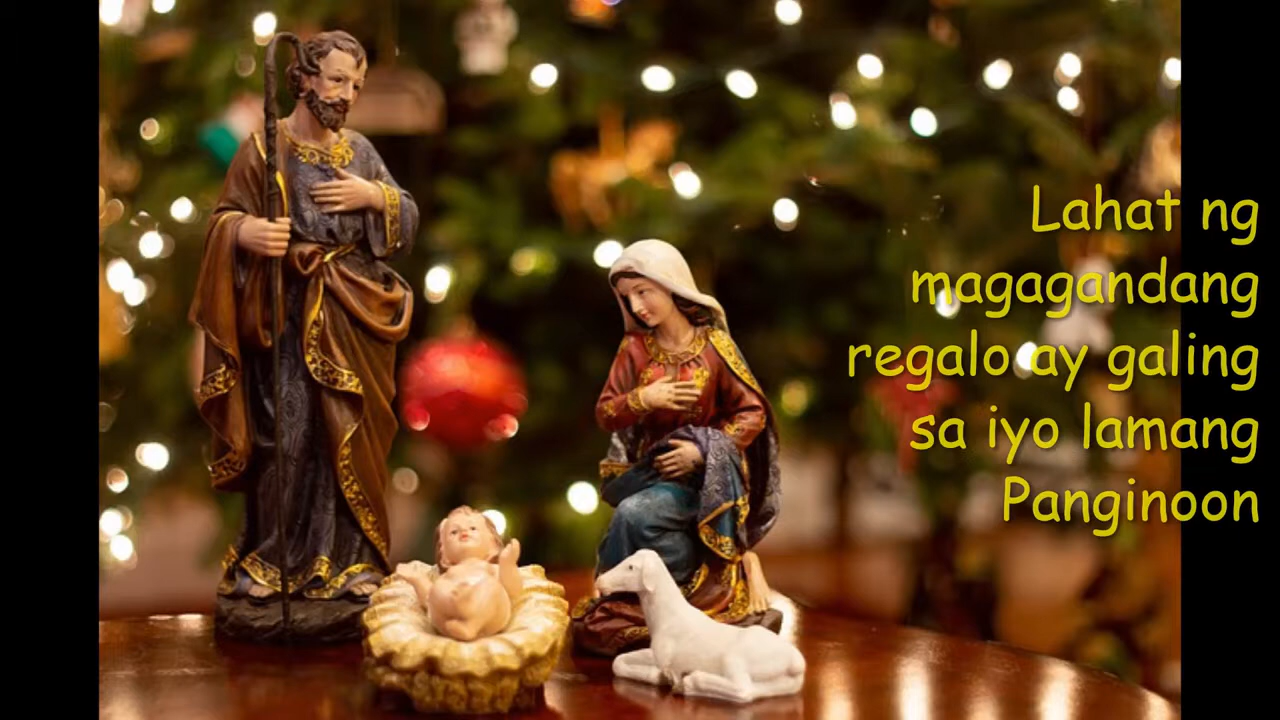 Lahat ng
magagandang
regalo ay galing
sa iyo lamang
Panginoon